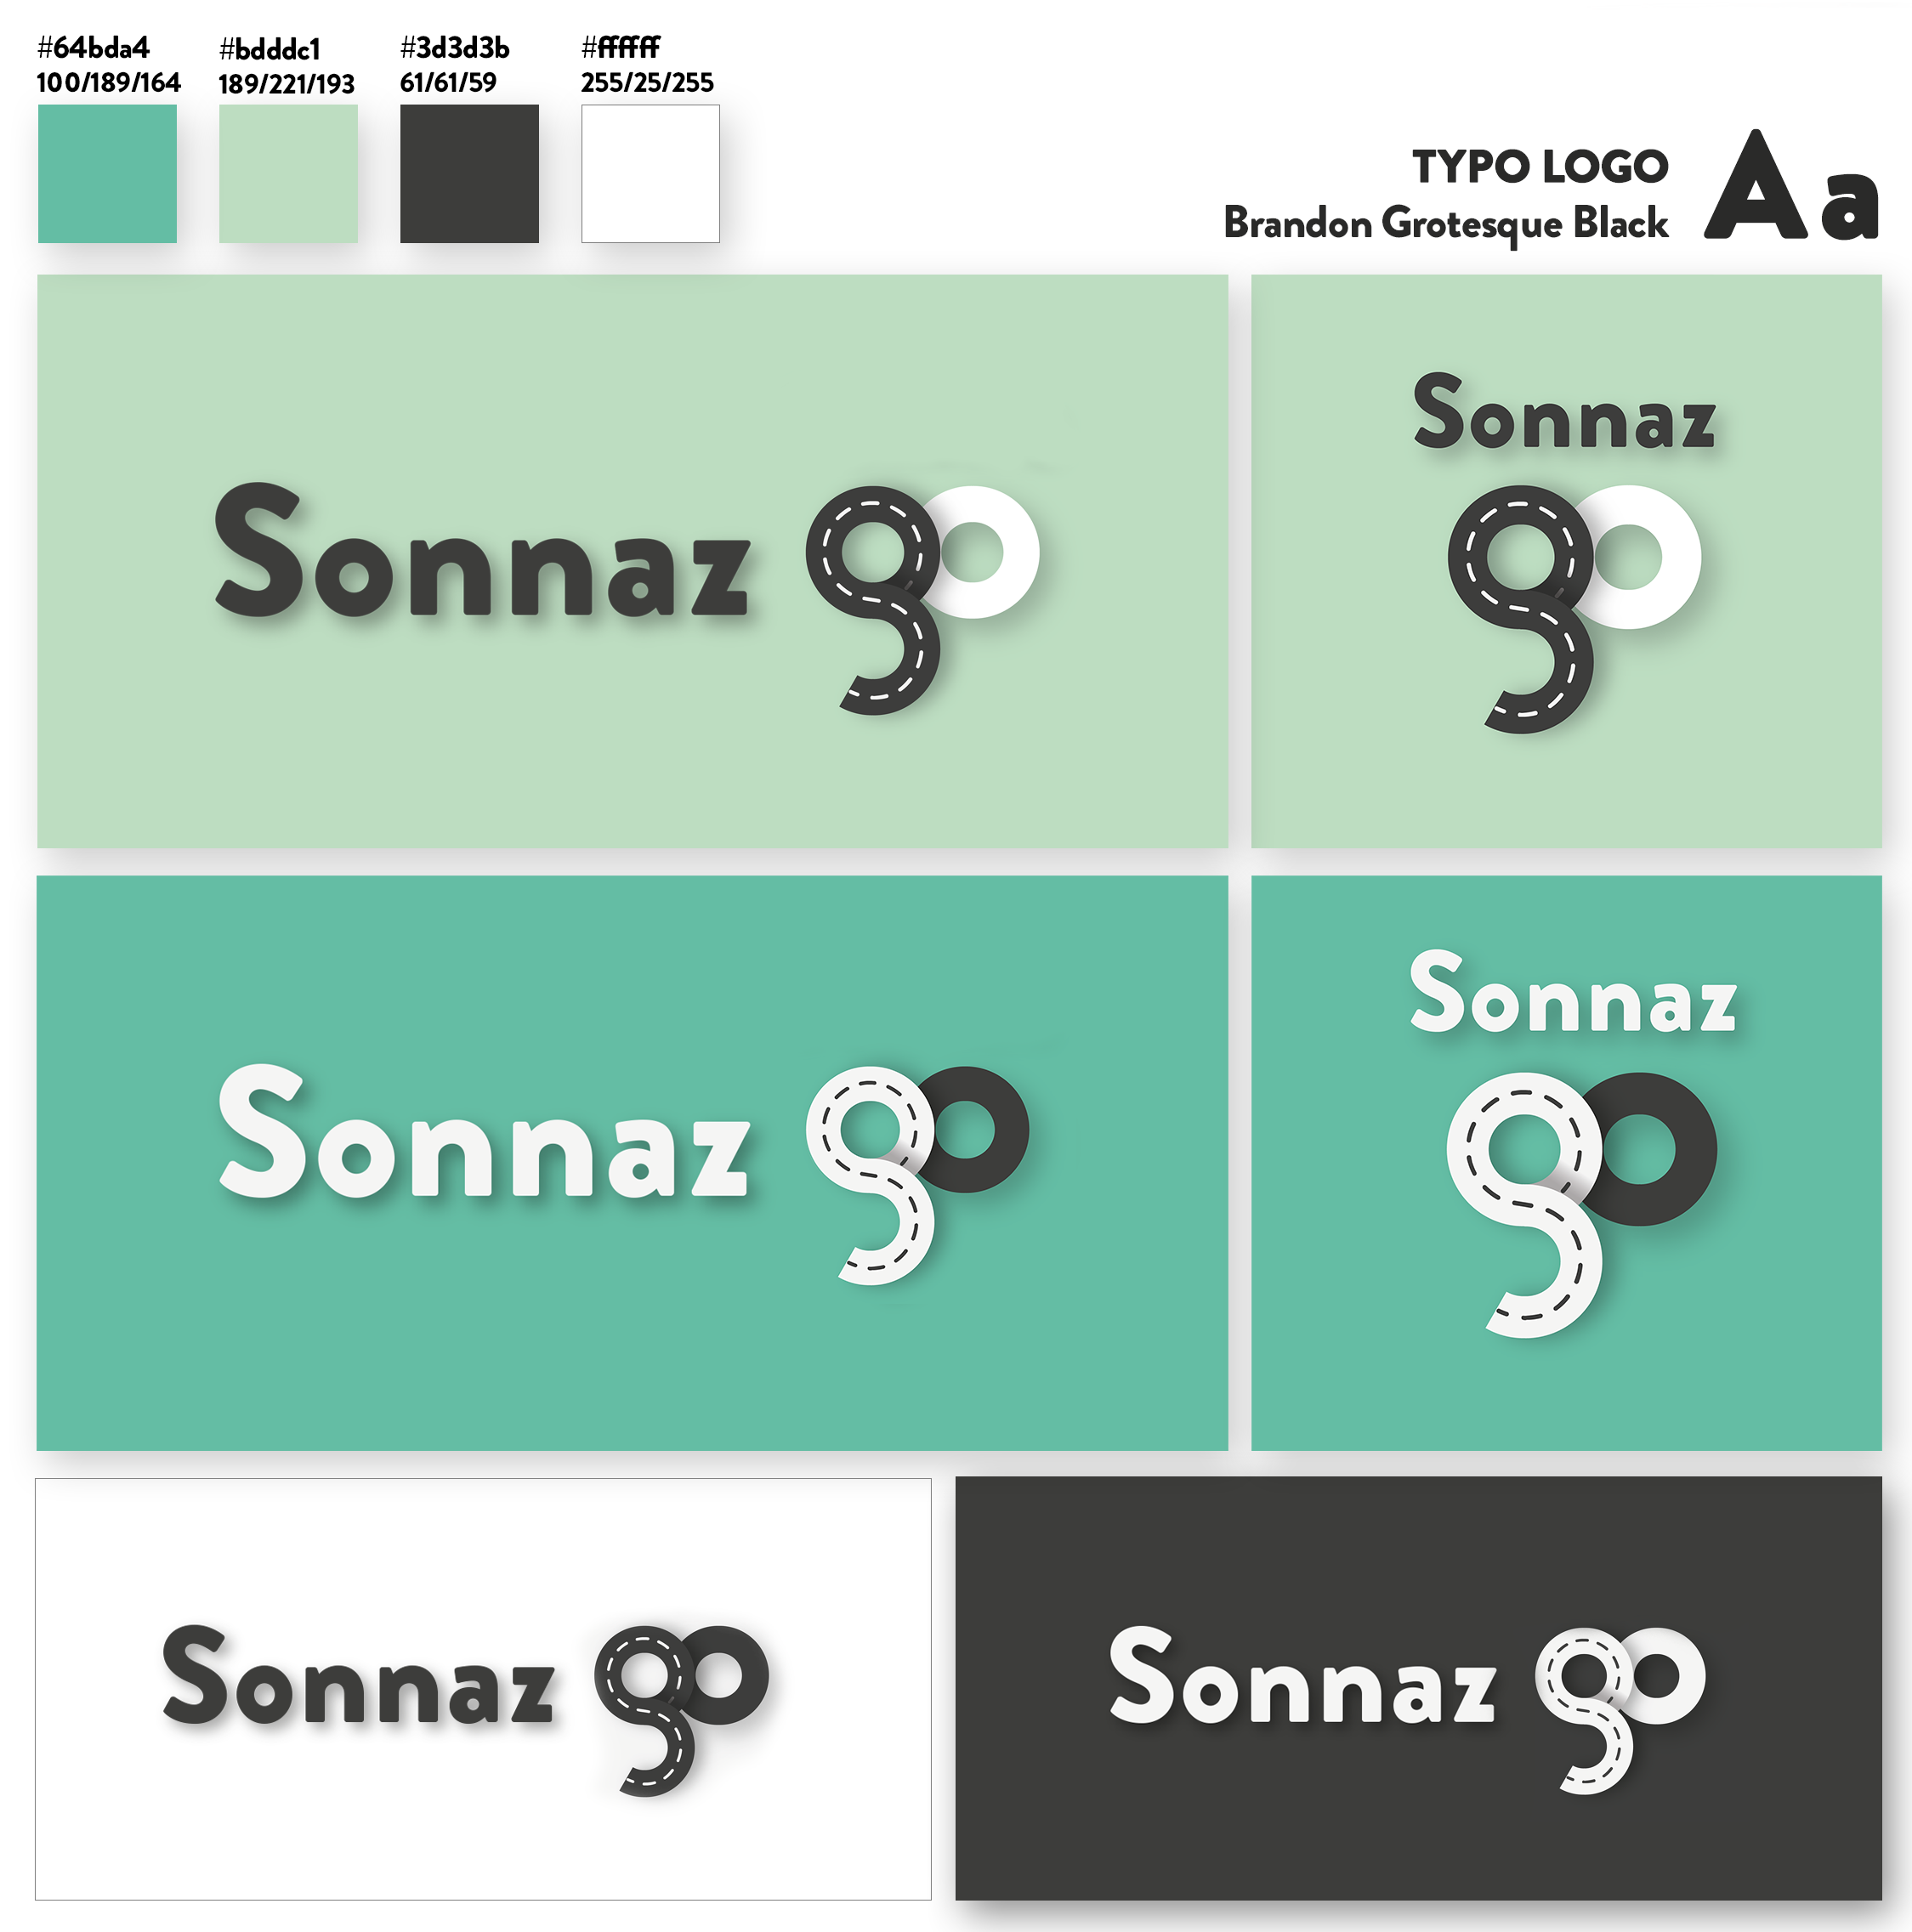 #64bda4
100/189/164
#bdddc1
189/221/193
#3d3d3b
61/61/59
#ffffff
255/25/255
TYPO LOGO
Brandon Grotesque Black
Aa
Sonnaz go
Sonnaz
go
Sonnaz go
Sonnaz
go
Sonnaz go
Sonnaz go